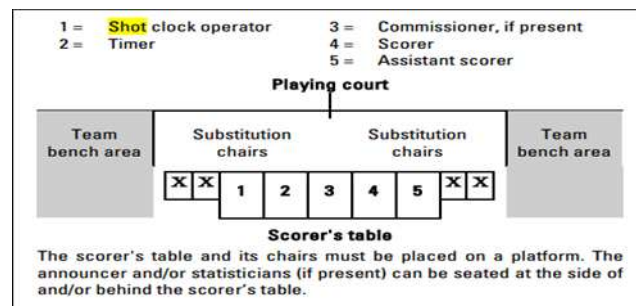 1 = Shot clock operator
2 = Timer
3 = Commissioner, if present
4 = Scorer
5 = Assistant scorer
Playing court
Team
bench area
Substitution
chairs
Substitution
chairs
Team
bench area
X X 1 2 3 4 5 X X
Scorer's table
The scorer's table and its chairs must be placed on a platform. The
announcer and/or statisticians (if present) can be seated at the side of
and/or behind the scorer's table.